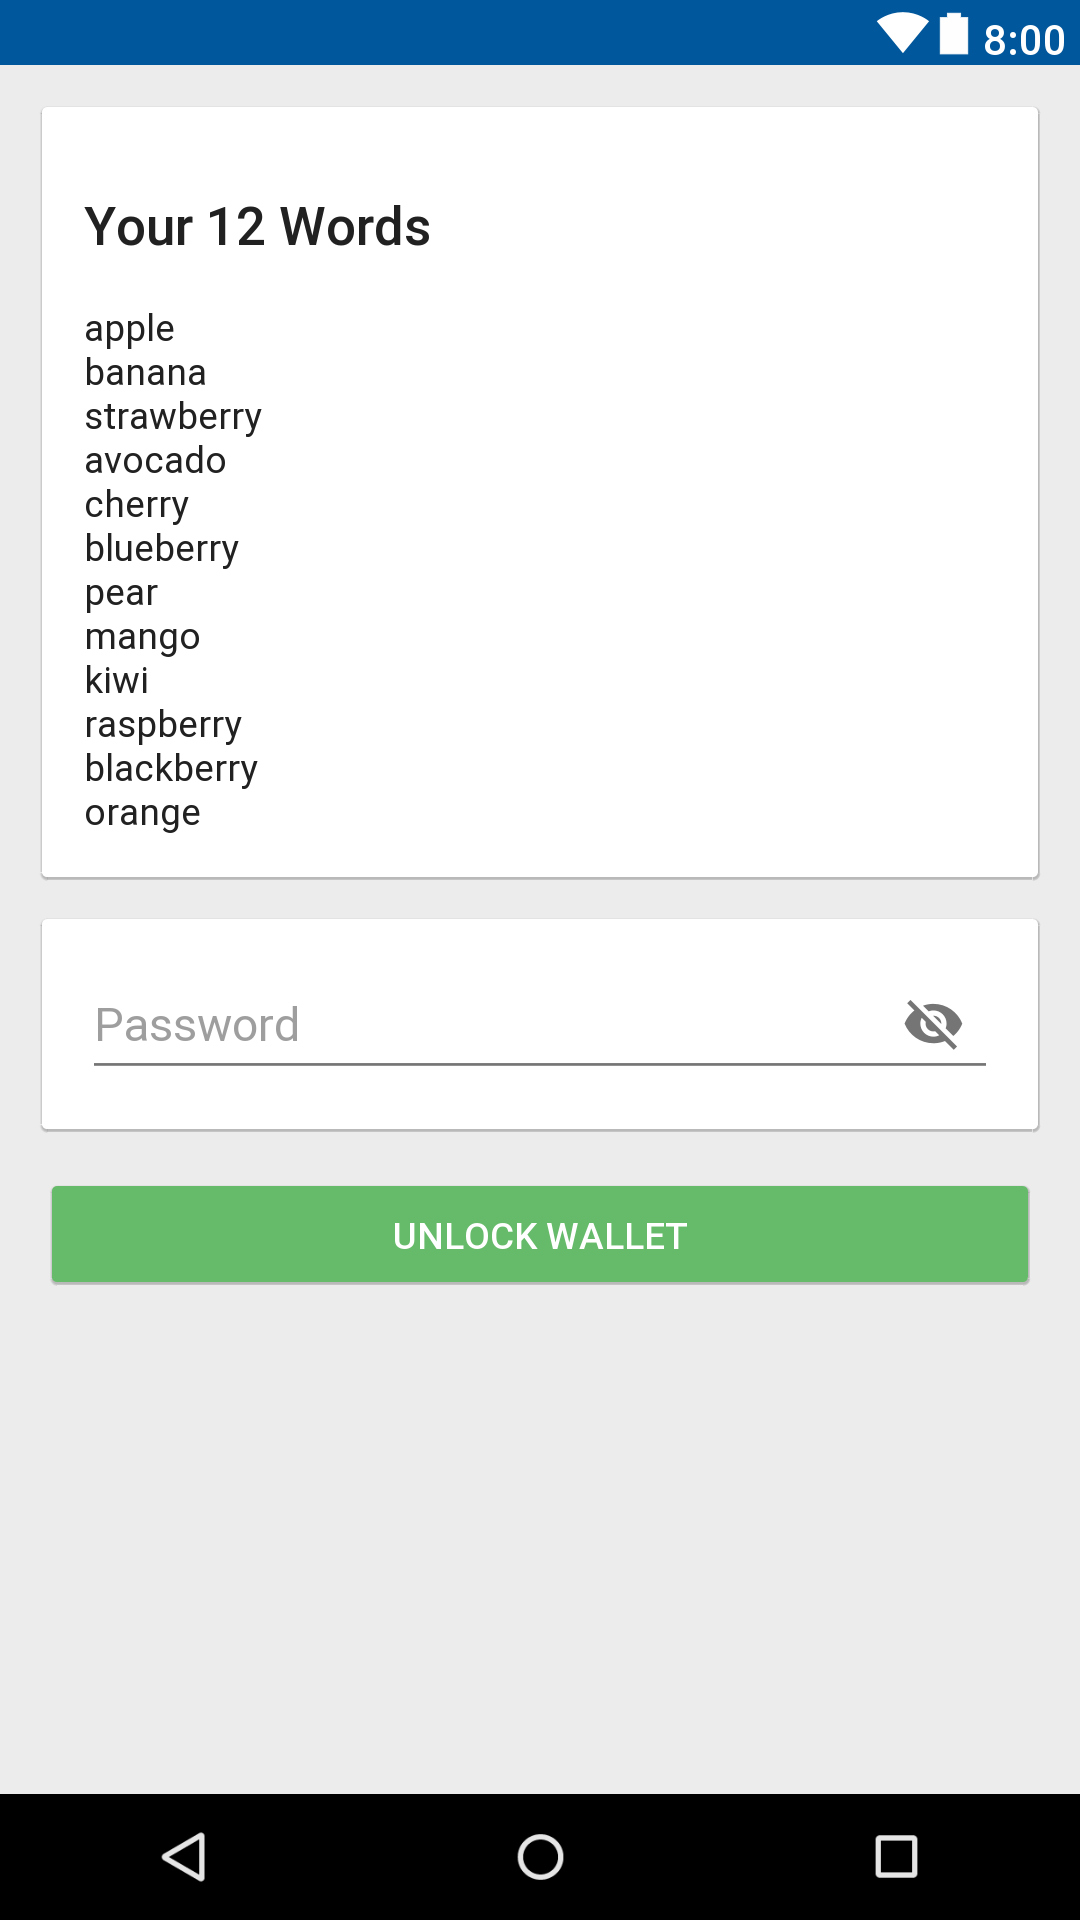 8:00
Your 12 Words
apple
banana
strawberry
avocado
cherry
blueberry
pear
mango
kiwi
raspberry
blackberry
orange
Password
UNLOCK WALLET